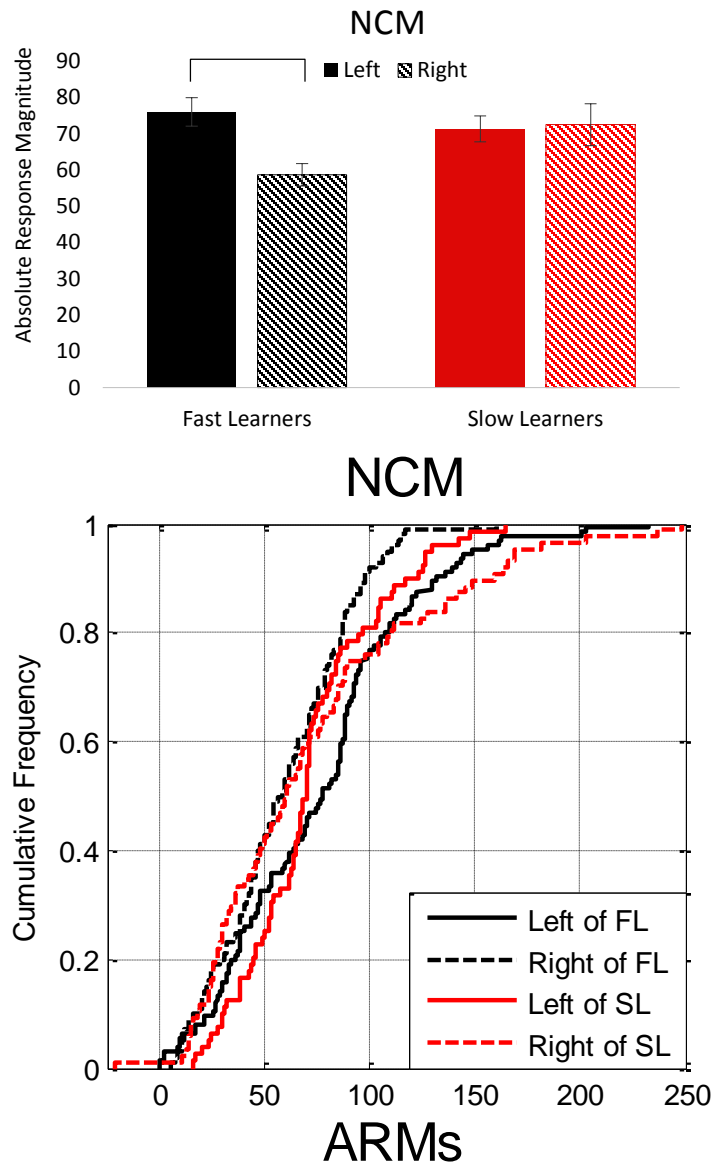 NCM
Left Right
Absolute Response Magnitude
90
80
70
60
50
40
30
20
10
0
Fast Learners Slow Learners
NCM
Cumulative Frequency
1
0.8
0.6
0.4
0.2
0
0 50 100 150 200 250
ARMs
Left of FL
Right of FL
Left of SL
Right of SL